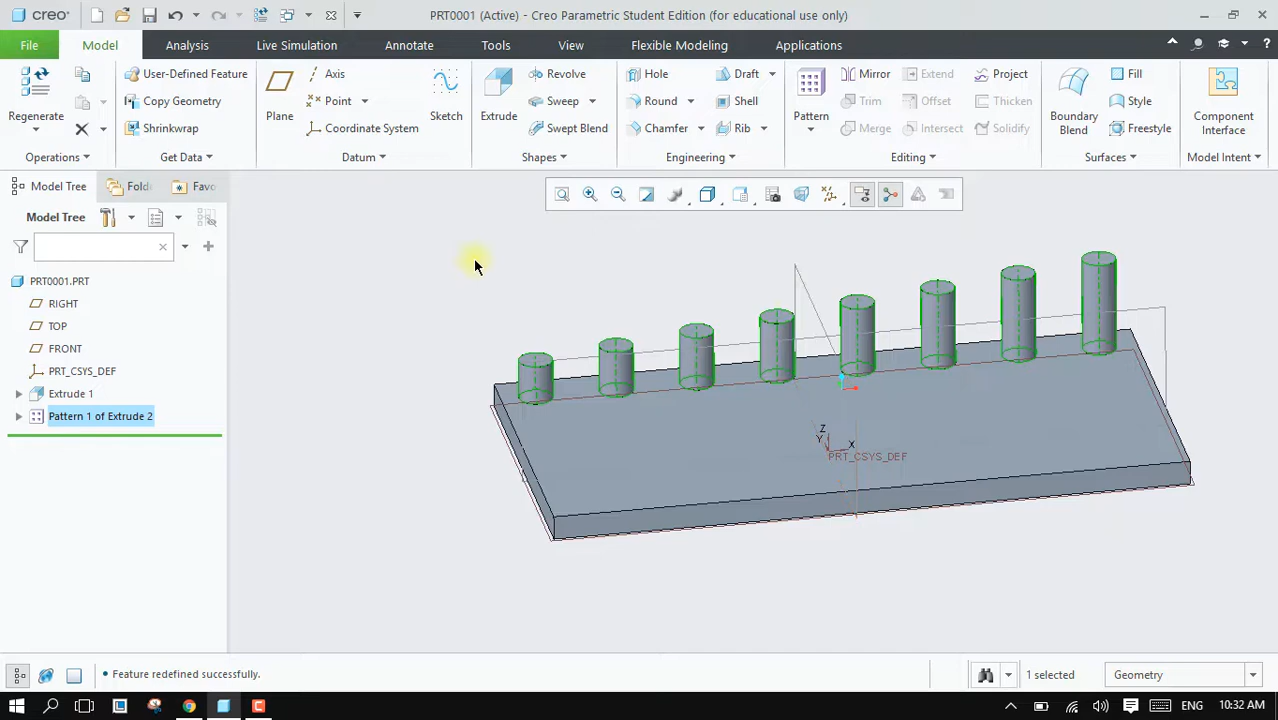 creo
PRT0001 (Active) - Creo Parametric Student Edition (for educational use only)
File
Model
Analysis
Live Simulation
Annotate
Tools
View
Flexible Modeling
Applications
Regenerate
Operations
User-Defined Feature
Copy Geometry
Shrinkwrap
Get Data
Plane
Axis
Point
Coordinate System
Sketch
Datum
Extrude
Revolve
Sweep
Swept Blend
Shapes
Hole
Round
Chamfer
Draft
Shell
Rib
Engineering
Pattern
Mirror
Trim
Merge
Extend
Offset
Intersect
Project
Thicken
Solidify
Editing
Boundary
Blend
Fill
Style
Freestyle
Surfaces
Component
Interface
Model Intent
Model Tree
Fold
Favo
Model Tree
PRT0001.PRT
RIGHT
TOP
FRONT
PRT_CSYS_DEF
Extrude 1
Pattern 1 of Extrude 2
Z
Y
X
PRT_CSYS_DEF
• Feature redefined successfully.
1 selected
Geometry
ENG
10:32 AM